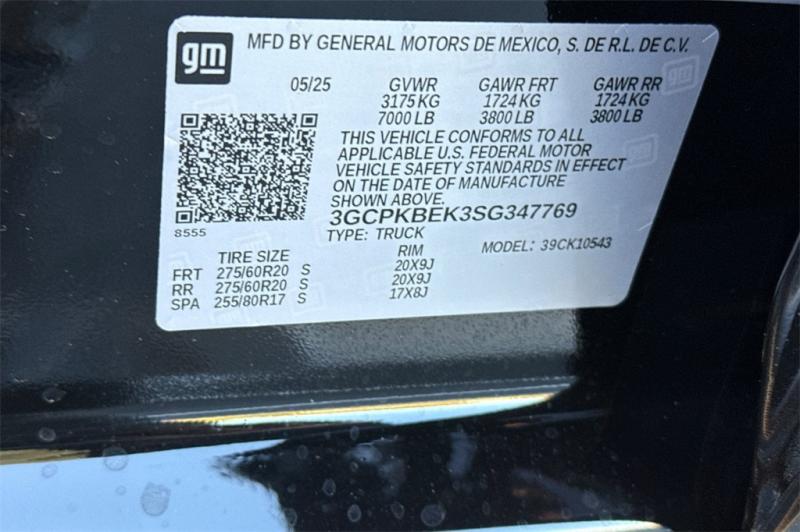 gm
MFD BY GENERAL MOTORS DE MEXICO, S. DE R.L. DE C.V.
05/25 GVWR GAWR FRT GAWR RR
3175 KG 1724 KG 1724 KG
7000 LB 3800 LB 3800 LB
THIS VEHICLE CONFORMS TO ALL
APPLICABLE U.S. FEDERAL MOTOR
VEHICLE SAFETY STANDARDS IN EFFECT
ON THE DATE OF MANUFACTURE
SHOWN ABOVE.
3GCPKBEK3SG347769
8555
TYPE: TRUCK
MODEL: 39CK10543
TIRE SIZE RIM
FRT 275/60R20 S 20X9J
RR 275/60R20 S 20X9J
SPA 255/80R17 S 17X8J